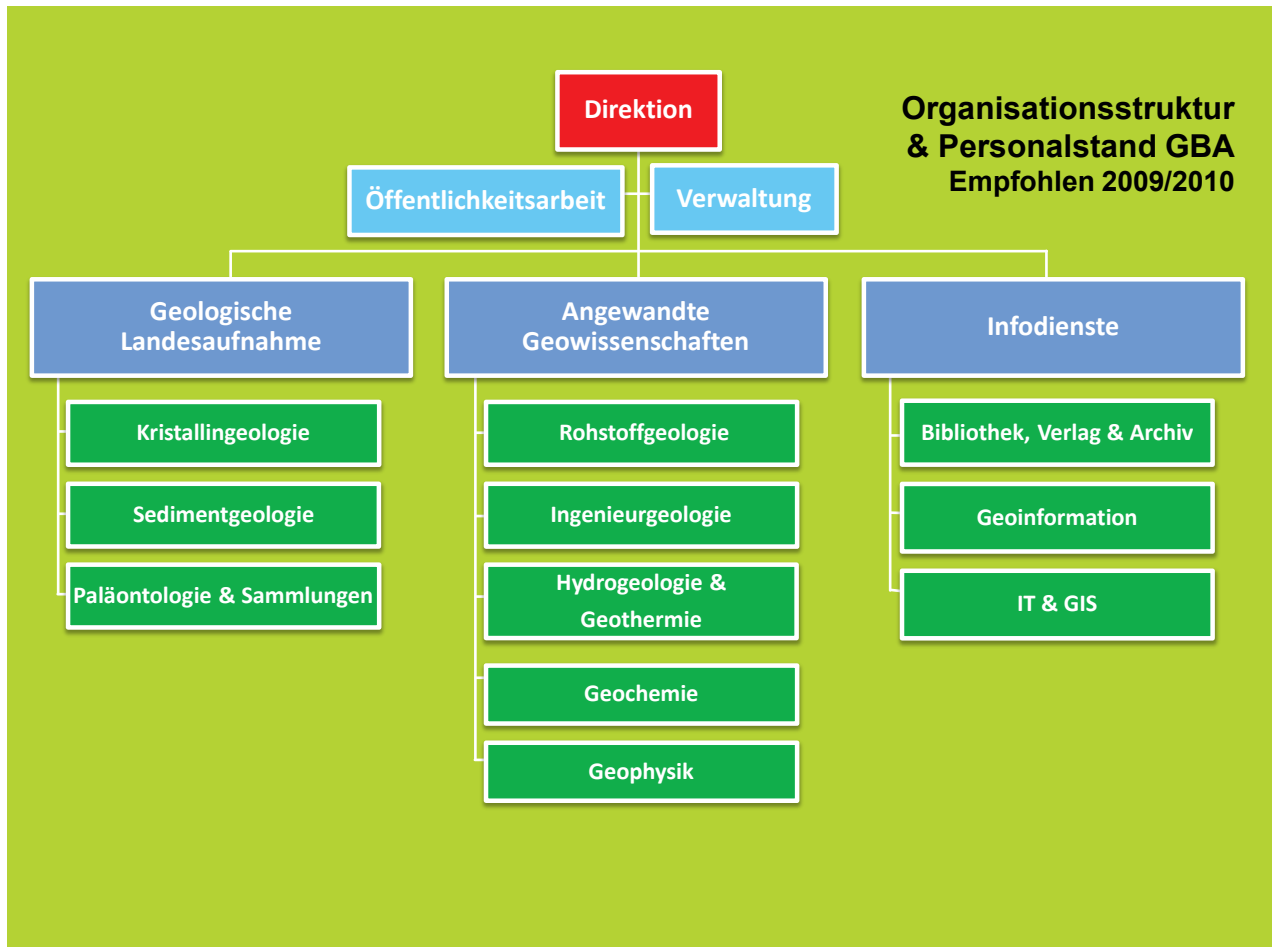 Direktion
Organisationsstruktur
& Personalstand GBA
Empfohlen 2009/2010
Öffentlichkeitsarbeit
Verwaltung
Geologische
Landesaufnahme
Angewandte
Geowissenschaften
Infodienste
Kristallingeologie
Sedimentgeologie
Paläontologie & Sammlungen
Rohstoffgeologie
Ingenieurgeologie
Hydrogeologie &
Geothermie
Geochemie
Geophysik
Bibliothek, Verlag & Archiv
Geoinformation
IT & GIS